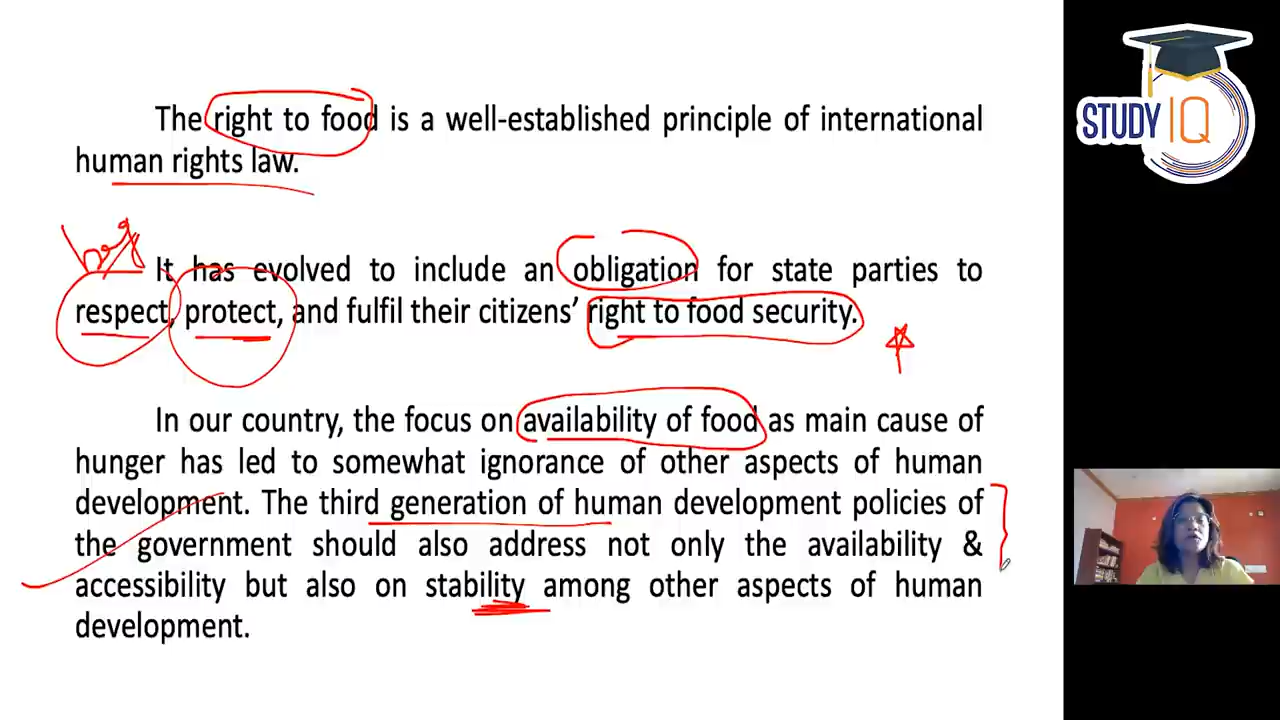 The right to food is a well-established principle of international
human rights law.
It has evolved to include an obligation for state parties to
respect, protect, and fulfil their citizens’ right to food security.
In our country, the focus on availability of food as main cause of
hunger has led to somewhat ignorance of other aspects of human
development. The third generation of human development policies of
the government should also address not only the availability &
accessibility but also on stability among other aspects of human
development.
STUDY IQ